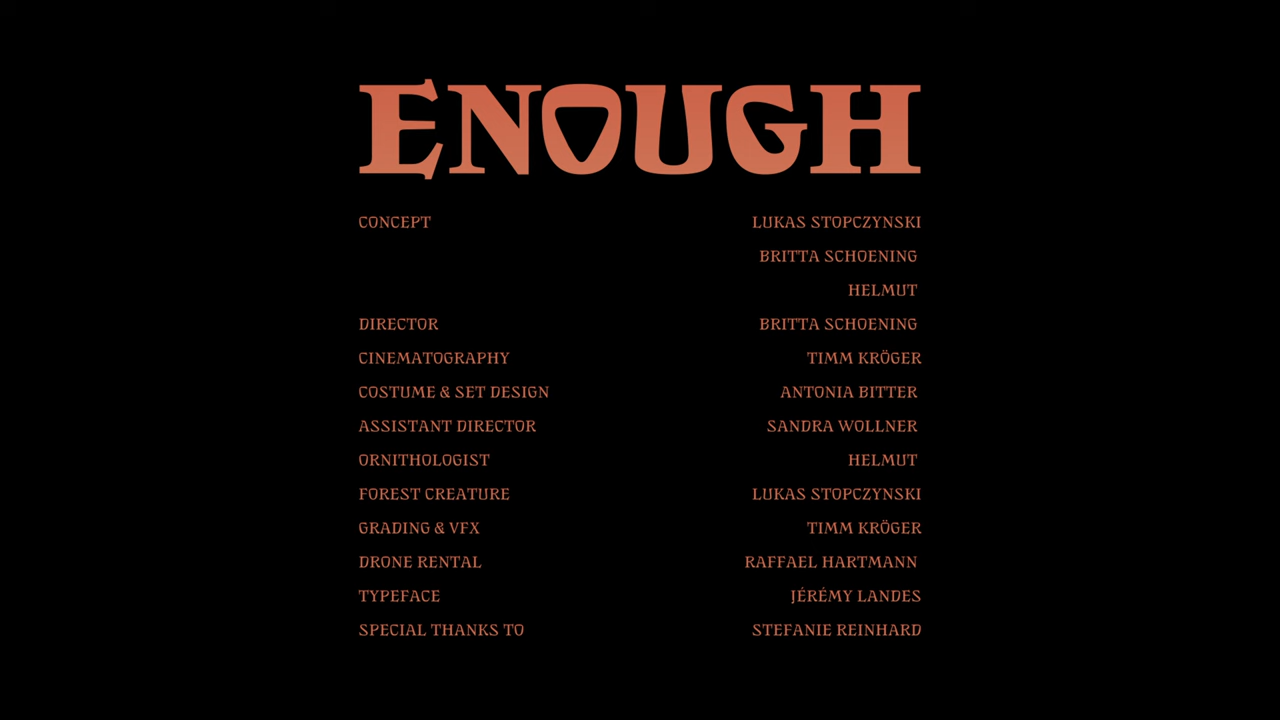 ENOUGH
CONCEPT LUKAS STOPCZYNSKI
BRITTA SCHOENING
HELMUT
DIRECTOR BRITTA SCHOENING
CINEMATOGRAPHY TIMM KRÖGER
COSTUME & SET DESIGN ANTONIA BITTER
ASSISTANT DIRECTOR SANDRA WOLLNER
ORNITHOLOGIST HELMUT
FOREST CREATURE LUKAS STOPCZYNSKI
GRADING & VFX TIMM KRÖGER
DRONE RENTAL RAFFAEL HARTMANN
TYPEFACE JÉRÉMY LANDES
SPECIAL THANKS TO STEFANIE REINHARD